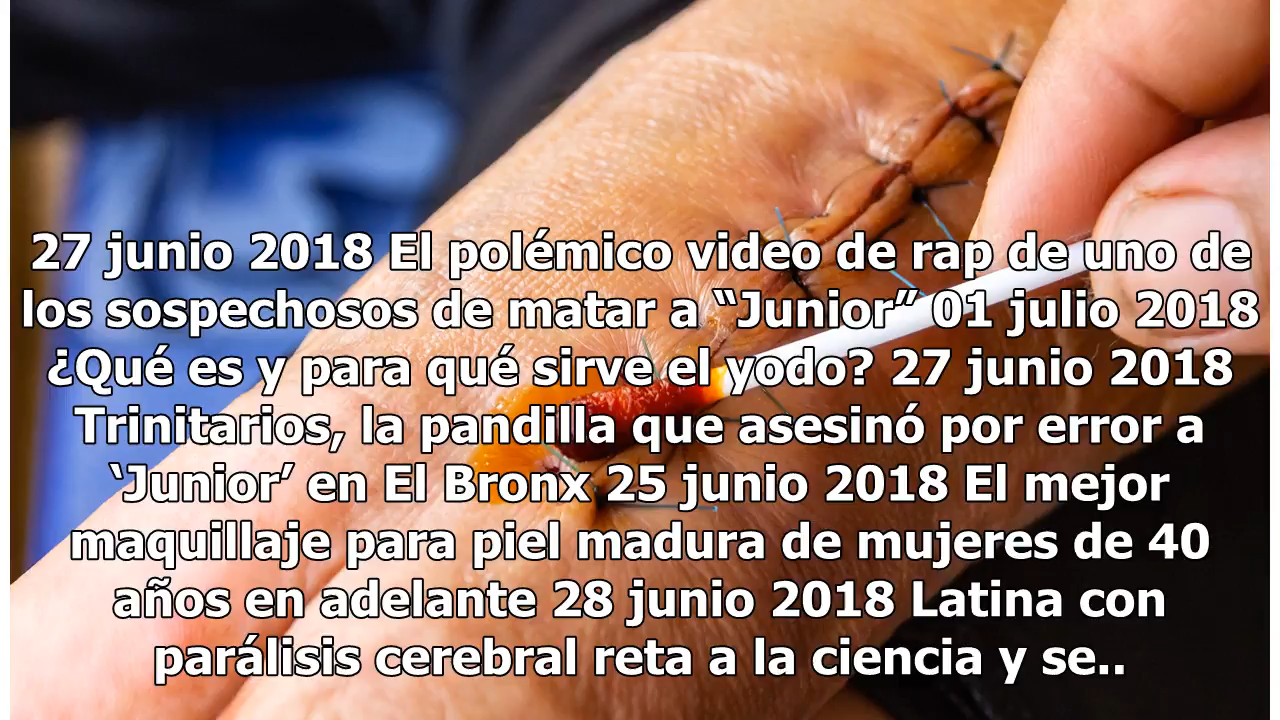 27 junio 2018 El polémico video de rap de uno de
los sospechosos de matar a “Junior” 01 julio 2018
¿Qué es y para qué sirve el yodo? 27 junio 2018
Trinitarios, la pandilla que asesinó por error a
‘Junior’ en El Bronx 25 junio 2018 El mejor
maquillaje para piel madura de mujeres de 40
años en adelante 28 junio 2018 Latina con
parálisis cerebral reta a la ciencia y se..